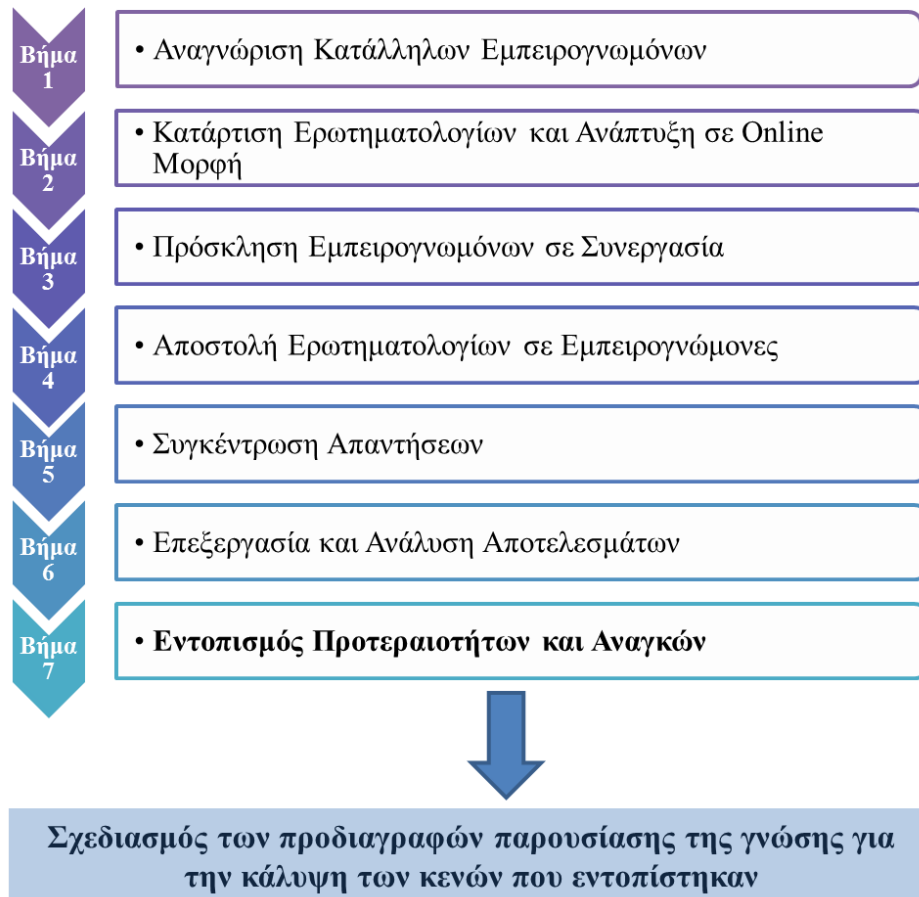 Βήμα
1
• Αναγνώριση Κατάλληλων Εμπειρογνωμόνων
Βήμα
2
• Κατάρτιση Ερωτηματολογίων και Ανάπτυξη σε Online
Μορφή
Βήμα
3
• Πρόσκληση Εμπειρογνωμόνων σε Συνεργασία
Βήμα
4
• Αποστολή Ερωτηματολογίων σε Εμπειρογνώμονες
Βήμα
5
• Συγκέντρωση Απαντήσεων
Βήμα
6
• Επεξεργασία και Ανάλυση Αποτελεσμάτων
Βήμα
7
• Εντοπισμός Προτεραιοτήτων και Αναγκών
Σχεδιασμός των προδιαγραφών παρουσίασης της γνώσης για
την κάλυψη των κενών που εντοπίστηκαν